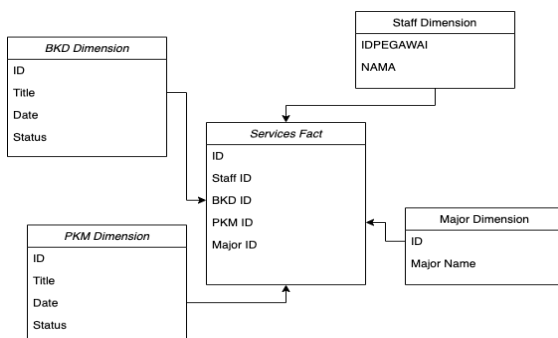 Staff Dimension
IDPEGAWAI
NAMA
BKD Dimension
ID
Title
Date
Status
Services Fact
ID
Staff ID
BKD ID
PKM ID
Major ID
PKM Dimension
ID
Title
Date
Status
Major Dimension
ID
Major Name